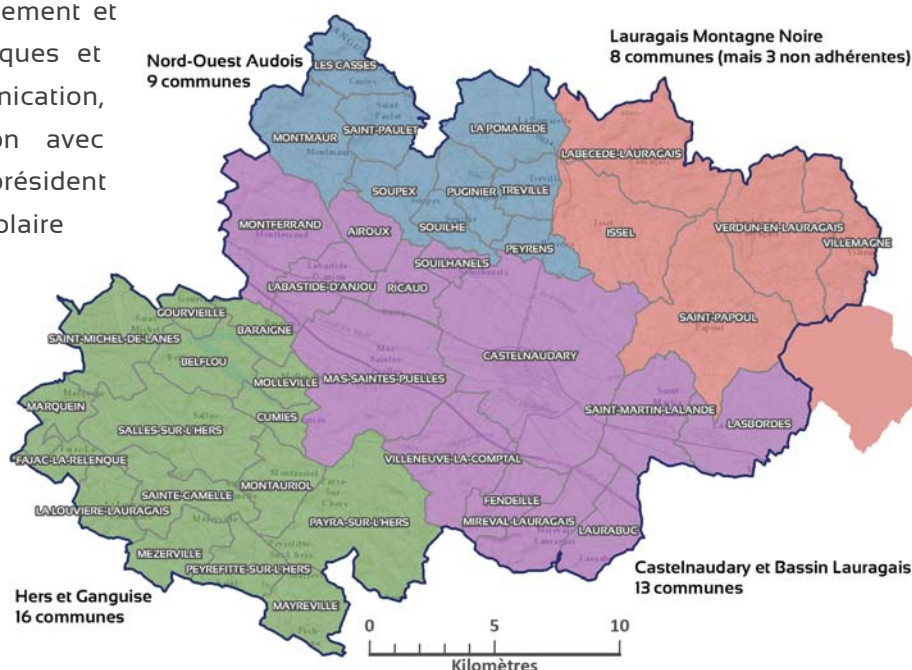 ement et
ques et
nication,
on avec
président
olaire
Nord-Ouest Audois
9 communes
Lauragais Montagne Noire
8 communes (mais 3 non adhérentes)
LES CASSES
MONTMAUR
SAINT-PAULET
LA POMAREDE
LABECEDE-LAURAGAIS
SOUPEX
PUGINIER
TREVILLE
MONTFERRAND
AIROUX
SOUILHE
ISSEL
VERDUN-EN-LAURAGAIS
PEYRENS
VILLEMAGNE
SOUILHANELS
LABASTIDE-D'ANJOU
RICAUD
GOURVIEILLE
SAINT-PAPOUL
SAINT-MICHEL-DE-LANES
BARAIGNE
BELFLOU
CASTELNAUDARY
MOLLEVILLE
MAS-SAINTES-PUELLES
MARQUEIN
CUMIES
SAINT-MARTIN-LALANDE
SALLES-SUR-L'HERS
LASBORDES
FAJAC-LA-RELENQUE
VILLENEUVE-LA-COMPTAL
MONTAURIOL
SAINTE-CAMELLE
FENDEILLE
LA LOUVIERE-LAURAGAIS
PAYRA-SUR-L'HERS
MIREVAL-LAURAGAIS
LAURABUC
MEZERVILLE
PEYREFITTE-SUR-L'HERS
Castelnaudary et Bassin Lauragais
13 communes
Hers et Ganguise
16 communes
MAYREVILLE
0 5 10
Kilomètres